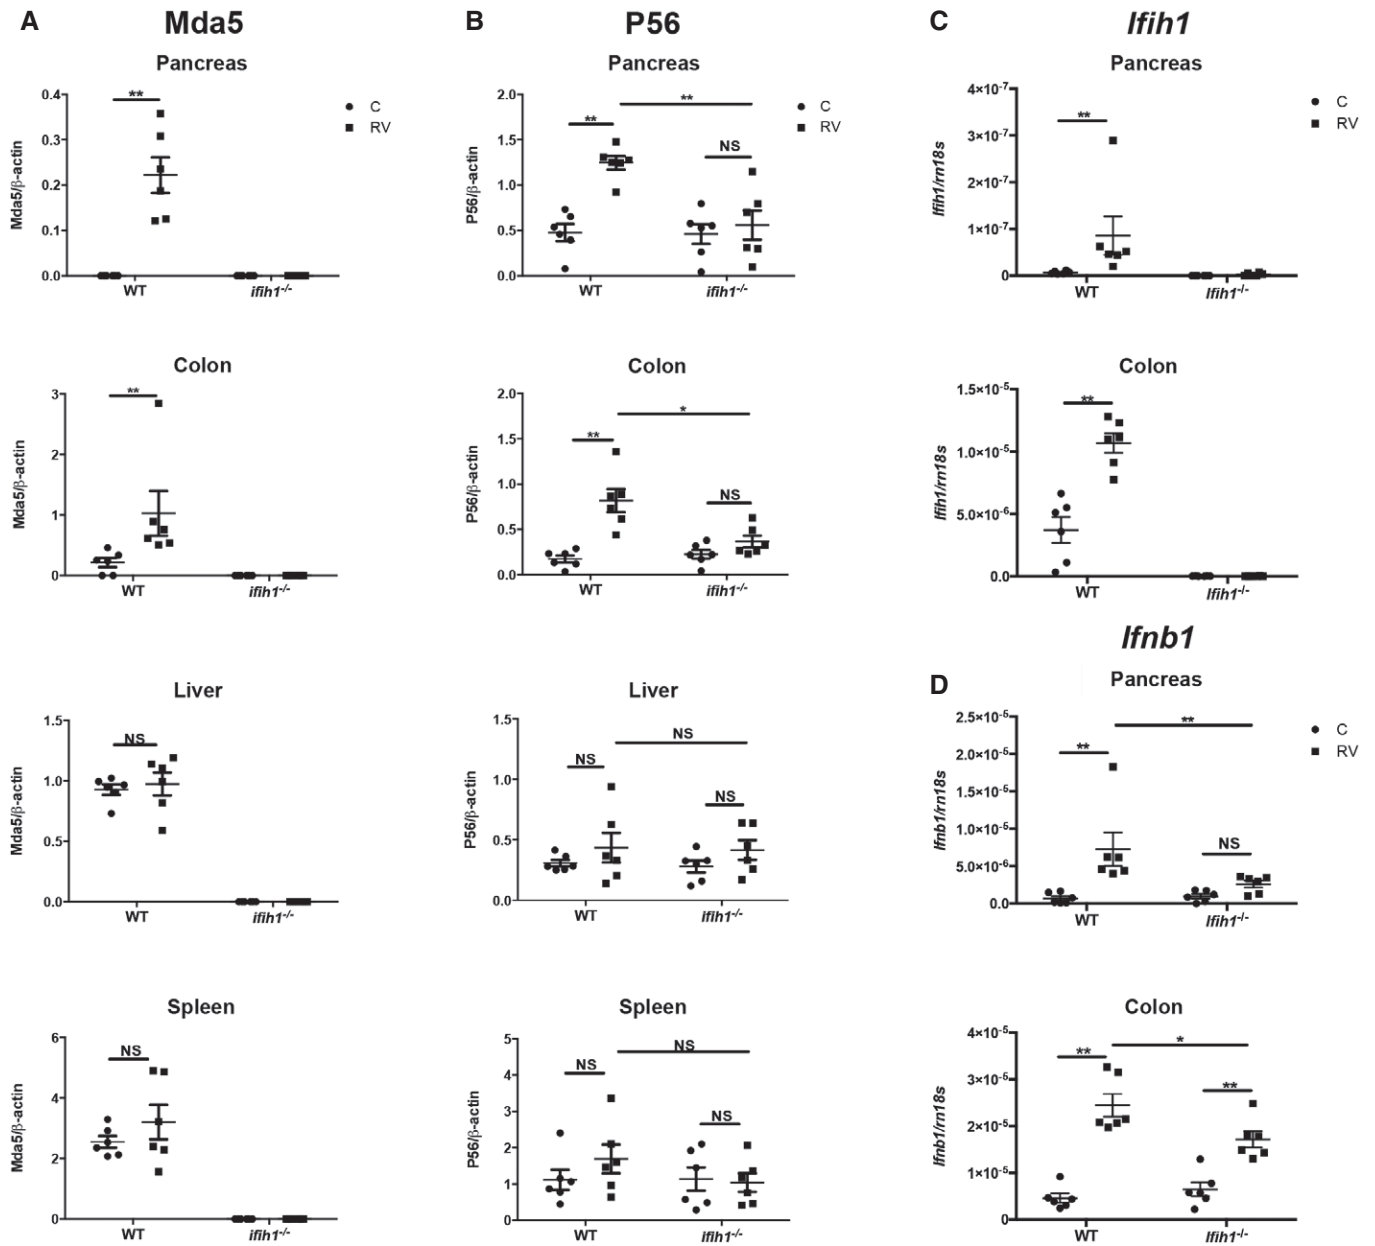 A
Mda5
Pancreas
Mda5/β-actin
0.4
0.3
0.2
0.1
0.0
**
C
RV
WT
ifih1-/-
Colon
Mda5/β-actin
3
2
1
0
**
WT
ifih1-/-
Liver
Mda5/β-actin
1.5
1.0
0.5
0.0
NS
WT
ifih1-/-
Spleen
Mda5/β-actin
6
4
2
0
NS
WT
ifih1-/-
B
P56
Pancreas
P56/β-actin
2.0
1.5
1.0
0.5
0.0
**
**
NS
C
RV
WT
ifih1-/-
Colon
P56/β-actin
2.0
1.5
1.0
0.5
0.0
**
*
NS
WT
ifih1-/-
Liver
P56/β-actin
1.5
1.0
0.5
0.0
NS
NS
NS
WT
ifih1-/-
Spleen
P56/β-actin
5
4
3
2
1
0
NS
NS
NS
WT
ifih1-/-
C
Ifih1
Pancreas
Ifih1/rn18s
4×10-7
3×10-7
2×10-7
1×10-7
0
**
C
RV
WT
Ifih1-/-
Colon
Ifih1/rn18s
1.5×10-5
1.0×10-5
5.0×10-6
0.0
**
WT
Ifih1-/-
D
Ifnb1
Pancreas
Ifnb1/rn18s
2.5×10-5
2.0×10-5
1.5×10-5
1.0×10-5
5.0×10-6
0.0
**
**
NS
C
RV
WT
Ifih1-/-
Colon
Ifnb1/rn18s
4×10-5
3×10-5
2×10-5
1×10-5
0
**
*
**
WT
Ifih1-/-